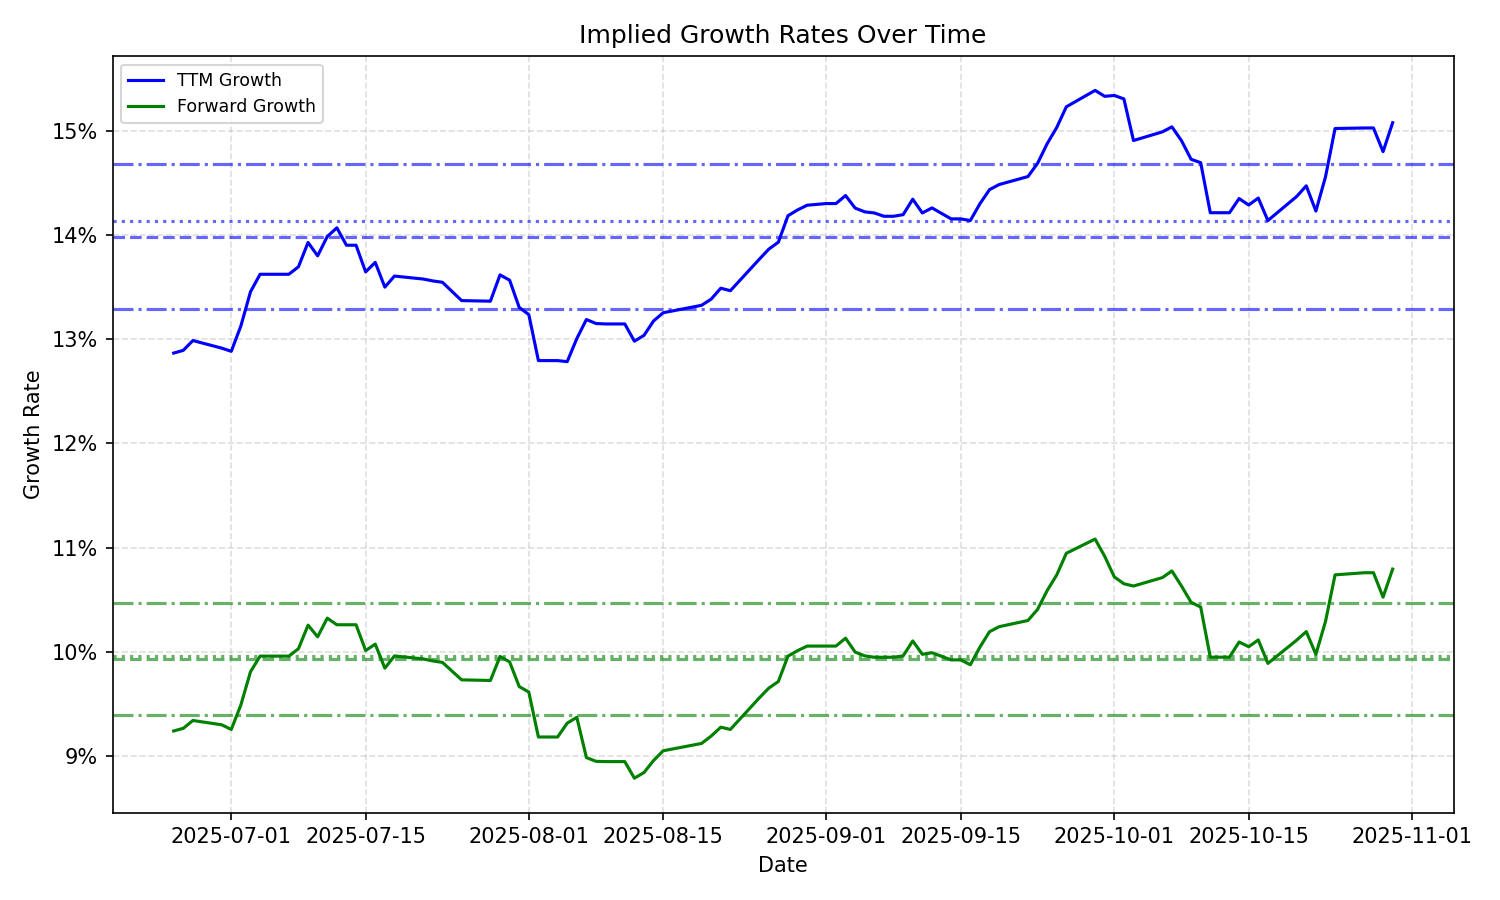 Implied Growth Rates Over Time
TTM Growth
Forward Growth
15%
14%
13%
12%
11%
10%
9%
Growth Rate
2025-07-01 2025-07-15 2025-08-01 2025-08-15 2025-09-01 2025-09-15 2025-10-01 2025-10-15 2025-11-01
Date